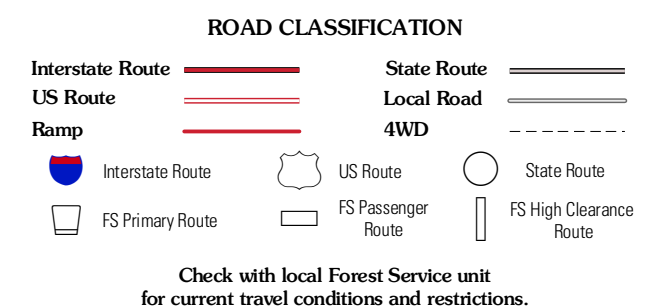 ROAD CLASSIFICATION
Interstate Route
State Route
US Route
Local Road
Ramp
4WD
Interstate Route
US Route
State Route
FS Primary Route
FS Passenger
Route
FS High Clearance
Route
Check with local Forest Service unit
for current travel conditions and restrictions.